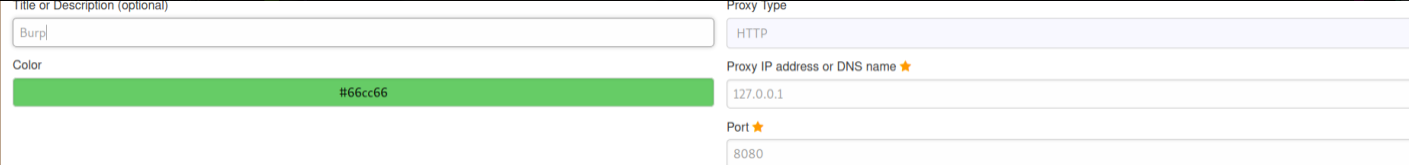 Title or Description (optional)
Burp
Color
#66cc66
Proxy Type
HTTP
Proxy IP address or DNS name
127.0.0.1
Port
8080